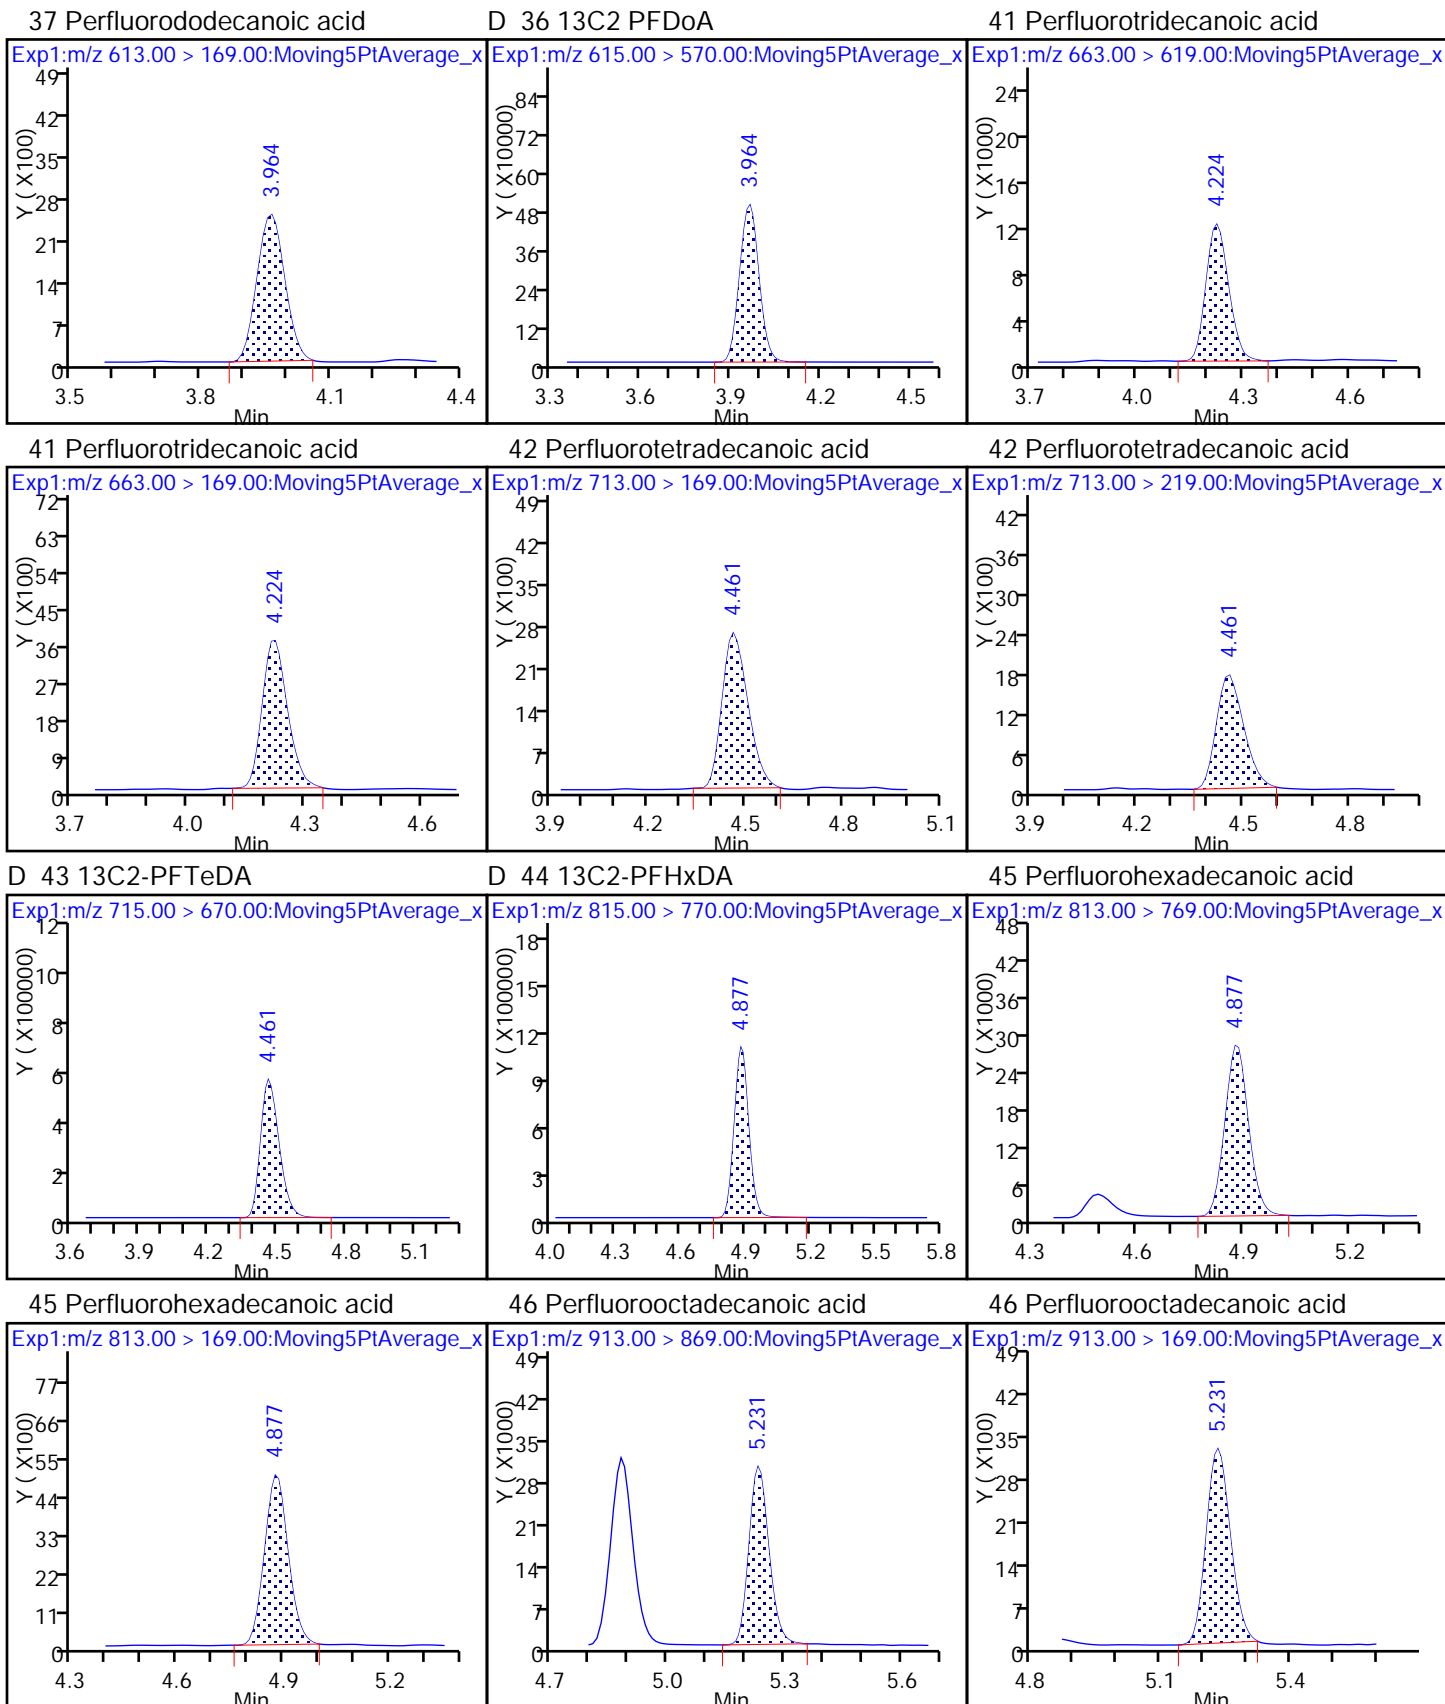 37 Perfluorododecanoic acid
Exp1:m/z 613.00 > 169.00:Moving5PtAverage_x
Y ( X100)
49
42
35
28
21
14
7
0
3.964
3.5 3.8 4.1 4.4
Min
D 36 13C2 PFDoA
Exp1:m/z 615.00 > 570.00:Moving5PtAverage_x
Y ( X10000)
84
72
60
48
36
24
12
0
3.964
3.3 3.6 3.9 4.2 4.5
Min
41 Perfluorotridecanoic acid
Exp1:m/z 663.00 > 619.00:Moving5PtAverage_x
Y ( X1000)
24
20
16
12
8
4
0
4.224
3.7 4.0 4.3 4.6
Min
41 Perfluorotridecanoic acid
Exp1:m/z 663.00 > 169.00:Moving5PtAverage_x
Y ( X100)
72
63
54
45
36
27
18
9
0
4.224
3.7 4.0 4.3 4.6
Min
42 Perfluorotetradecanoic acid
Exp1:m/z 713.00 > 169.00:Moving5PtAverage_x
Y ( X100)
49
42
35
28
21
14
7
0
4.461
3.9 4.2 4.5 4.8 5.1
Min
42 Perfluorotetradecanoic acid
Exp1:m/z 713.00 > 219.00:Moving5PtAverage_x
Y ( X100)
42
36
30
24
18
12
6
0
4.461
3.9 4.2 4.5 4.8
Min
D 43 13C2-PFTeDA
Exp1:m/z 715.00 > 670.00:Moving5PtAverage_x
Y ( X100000)
12
10
8
6
4
2
0
4.461
3.6 3.9 4.2 4.5 4.8 5.1
Min
D 44 13C2-PFHxDA
Exp1:m/z 815.00 > 770.00:Moving5PtAverage_x
Y ( X100000)
18
15
12
9
6
3
0
4.877
4.0 4.3 4.6 4.9 5.2 5.5 5.8
Min
45 Perfluorohexadecanoic acid
Exp1:m/z 813.00 > 769.00:Moving5PtAverage_x
Y ( X1000)
48
42
36
30
24
18
12
6
0
4.877
4.3 4.6 4.9 5.2
Min
45 Perfluorohexadecanoic acid
Exp1:m/z 813.00 > 169.00:Moving5PtAverage_x
Y ( X100)
77
66
55
44
33
22
11
0
4.877
4.3 4.6 4.9 5.2
Min
46 Perfluorooctadecanoic acid
Exp1:m/z 913.00 > 869.00:Moving5PtAverage_x
Y ( X1000)
49
42
35
28
21
14
7
0
5.231
4.7 5.0 5.3 5.6
Min
46 Perfluorooctadecanoic acid
Exp1:m/z 913.00 > 169.00:Moving5PtAverage_x
Y ( X100)
49
42
35
28
21
14
7
0
5.231
4.8 5.1 5.4
Min